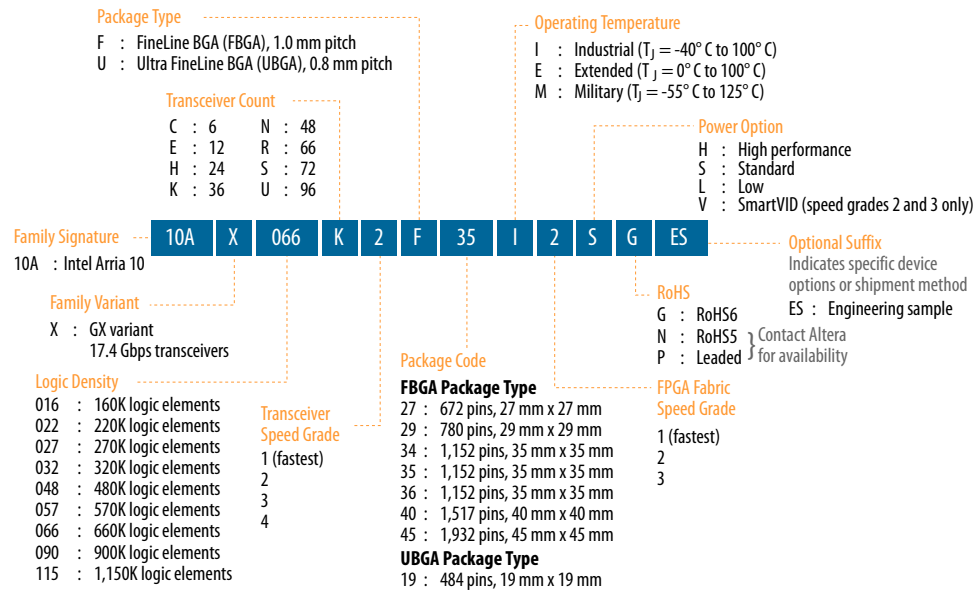 Package Type
F : FineLine BGA (FBGA), 1.0 mm pitch
U : Ultra FineLine BGA (UBGA), 0.8 mm pitch
Operating Temperature
I : Industrial (TJ = -40° C to 100° C)
E : Extended (TJ = 0° C to 100° C)
M : Military (TJ = -55° C to 125° C)
Transceiver Count
C : 6 N : 48
E : 12 R : 66
H : 24 S : 72
K : 36 U : 96
Power Option
H : High performance
S : Standard
L : Low
V : SmartVID (speed grades 2 and 3 only)
Family Signature
10A : Intel Arria 10
10A X 066 K 2 F 35 I 2 S G ES
Optional Suffix
Indicates specific device
options or shipment method
ES : Engineering sample
Family Variant
X : GX variant
17.4 Gbps transceivers
RoHS
G : RoHS6
N : RoHS5
P : Leaded
} Contact Altera
for availability
Logic Density
016 : 160K logic elements
022 : 220K logic elements
027 : 270K logic elements
032 : 320K logic elements
048 : 480K logic elements
057 : 570K logic elements
066 : 660K logic elements
090 : 900K logic elements
115 : 1,150K logic elements
Transceiver
Speed Grade
1 (fastest)
2
3
4
Package Code
FBGA Package Type
27 : 672 pins, 27 mm x 27 mm
29 : 780 pins, 29 mm x 29 mm
34 : 1,152 pins, 35 mm x 35 mm
35 : 1,152 pins, 35 mm x 35 mm
36 : 1,152 pins, 35 mm x 35 mm
40 : 1,517 pins, 40 mm x 40 mm
45 : 1,932 pins, 45 mm x 45 mm
UBGA Package Type
19 : 484 pins, 19 mm x 19 mm
FPGA Fabric
Speed Grade
1 (fastest)
2
3